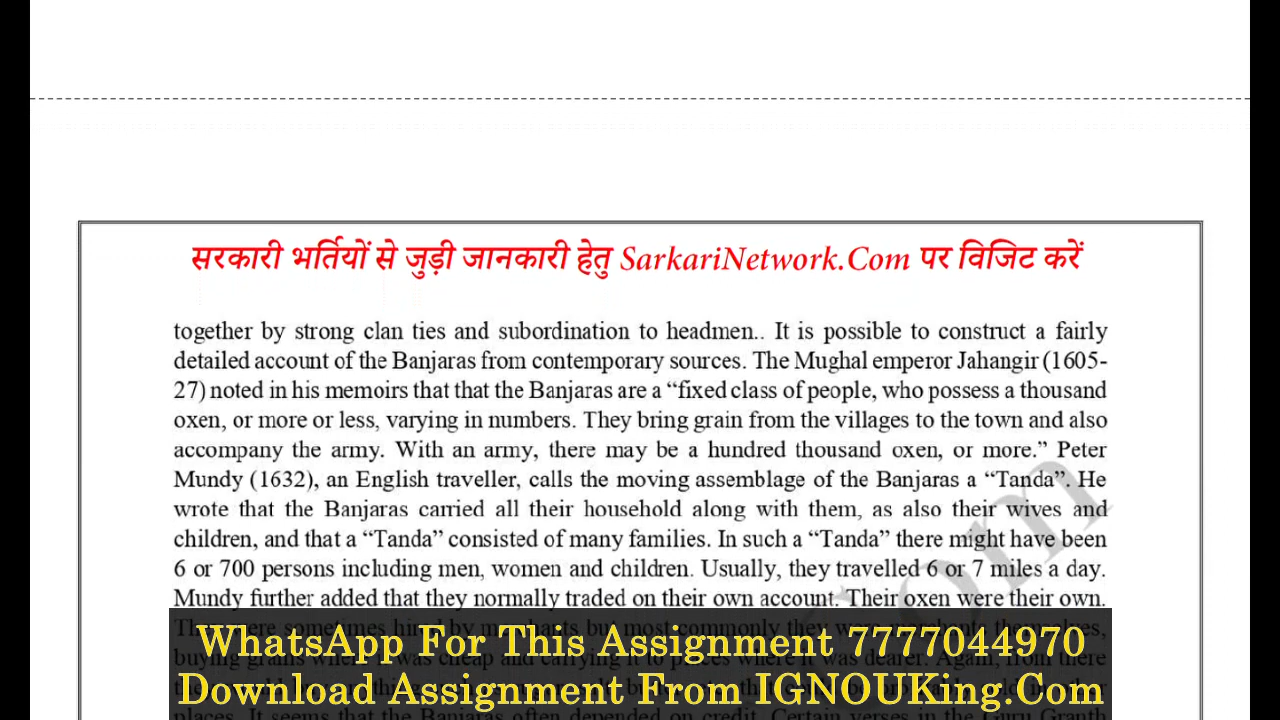 सरकारी भर्तियों से जुड़ी जानकारी हेतु SarkariNetwork.Com पर विजिट करें
together by strong clan ties and subordination to headmen.. It is possible to construct a fairly
detailed account of the Banjaras from contemporary sources. The Mughal emperor Jahangir (1605-
27) noted in his memoirs that that the Banjaras are a “fixed class of people, who possess a thousand
oxen, or more or less, varying in numbers. They bring grain from the villages to the town and also
accompany the army. With an army, there may be a hundred thousand oxen, or more.” Peter
Mundy (1632), an English traveller, calls the moving assemblage of the Banjaras a “Tanda”. He
wrote that the Banjaras carried all their household along with them, as also their wives and
children, and that a “Tanda” consisted of many families. In such a “Tanda” there might have been
6 or 700 persons including men, women and children. Usually, they travelled 6 or 7 miles a day.
Mundy further added that they normally traded on their own account. Their oxen were their own.
WhatsApp For This Assignment 7777044970
Download Assignment From IGNOUKing.Com